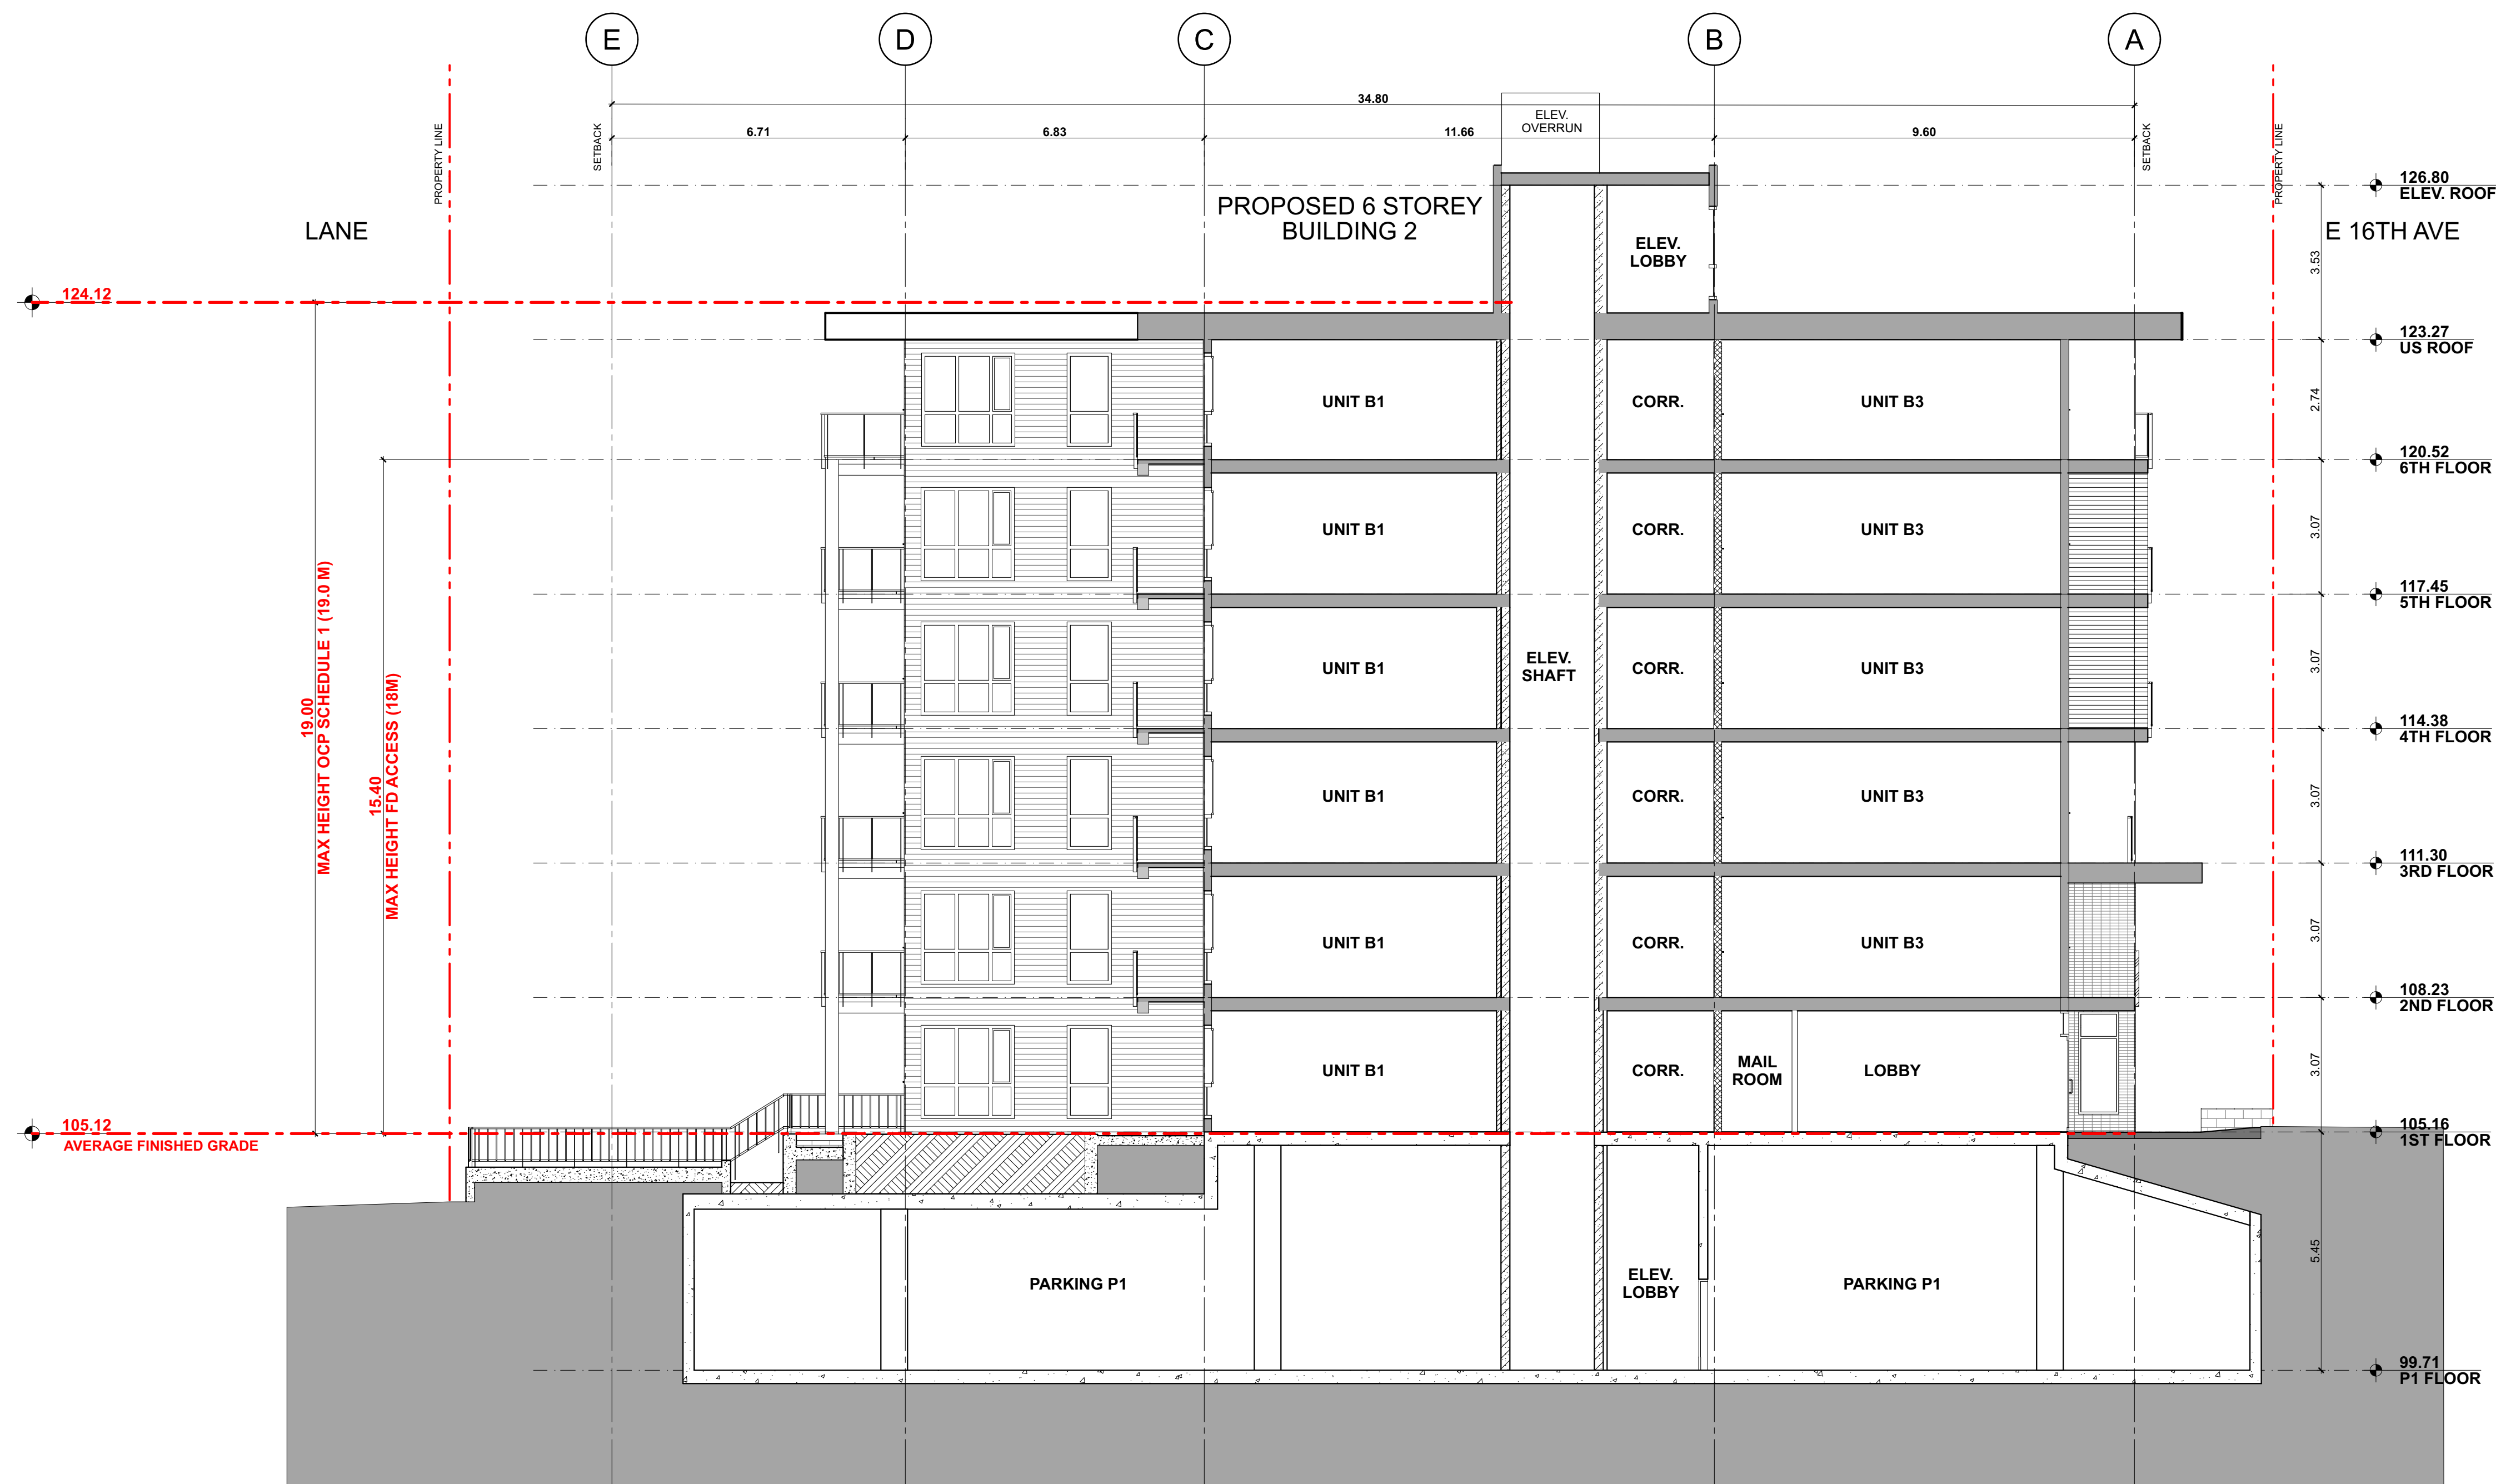 E
D
C
B
A
34.80
6.71
6.83
11.66
9.60
ELEV.
OVERRUN
PROPERTY LINE
SETBACK
SETBACK
PROPERTY LINE
LANE
PROPOSED 6 STOREY
BUILDING 2
E 16TH AVE
ELEV.
LOBBY
126.80
ELEV. ROOF
3.53
124.12
123.27
US ROOF
UNIT B1
CORR.
UNIT B3
2.74
120.52
6TH FLOOR
UNIT B1
CORR.
UNIT B3
3.07
117.45
5TH FLOOR
UNIT B1
ELEV.
SHAFT
CORR.
UNIT B3
3.07
114.38
4TH FLOOR
19.00
MAX HEIGHT OCP SCHEDULE 1 (19.0 M)
15.40
MAX HEIGHT FD ACCESS (18M)
UNIT B1
CORR.
UNIT B3
3.07
111.30
3RD FLOOR
UNIT B1
CORR.
UNIT B3
3.07
108.23
2ND FLOOR
UNIT B1
CORR.
MAIL
ROOM
LOBBY
3.07
105.12
AVERAGE FINISHED GRADE
105.16
1ST FLOOR
PARKING P1
ELEV.
LOBBY
PARKING P1
5.45
99.71
P1 FLOOR